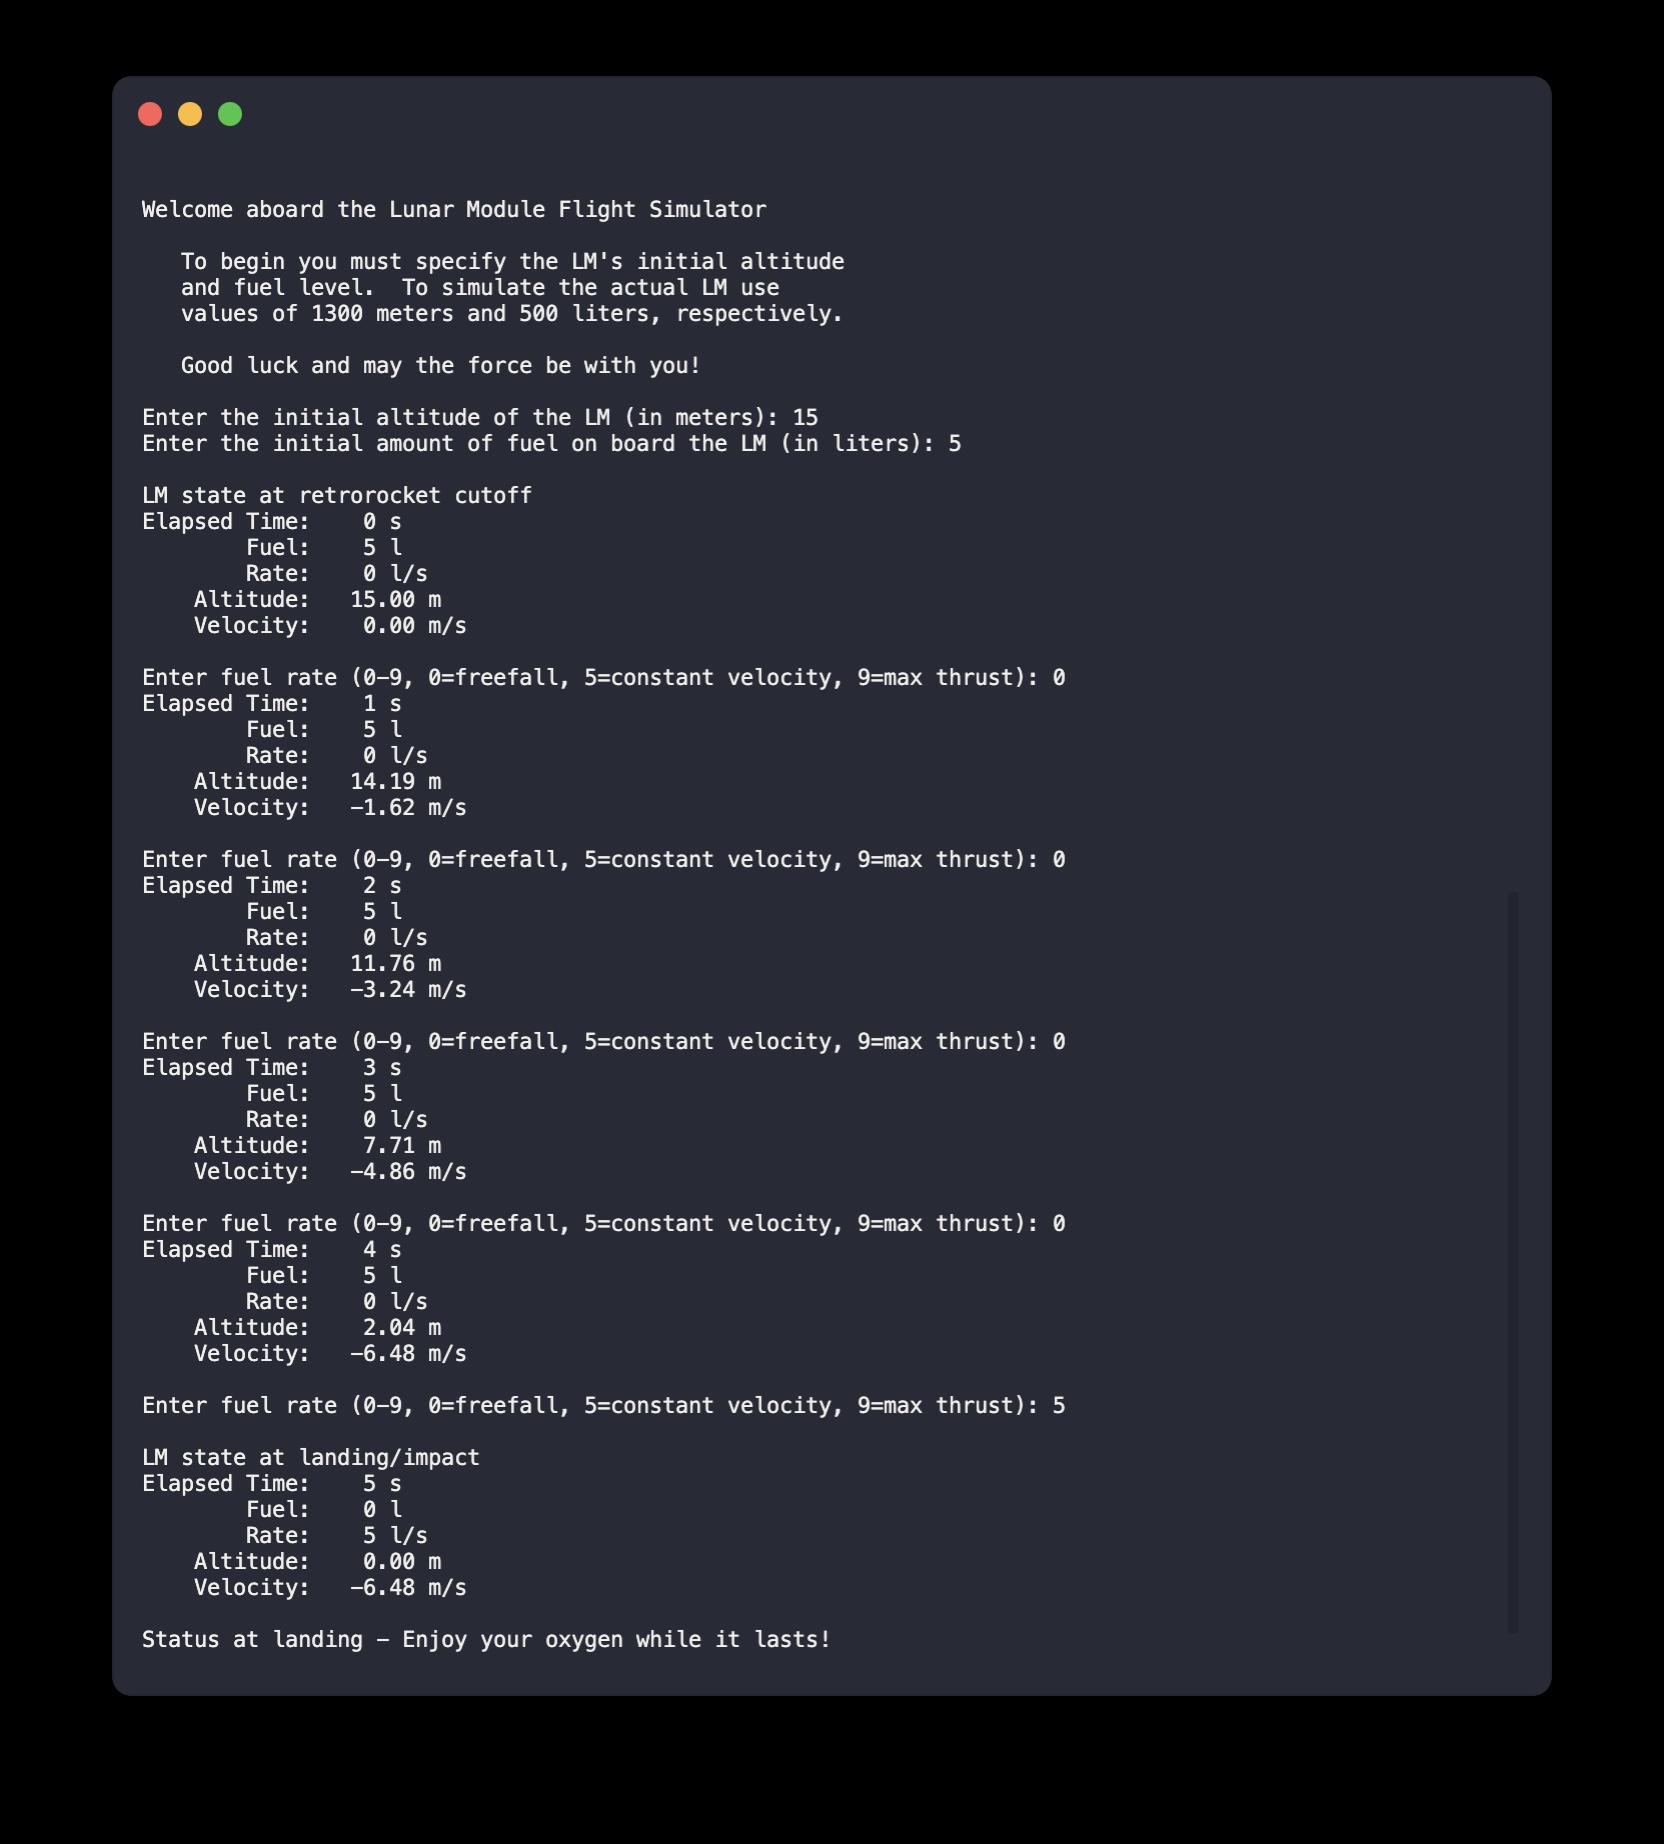 Welcome aboard the Lunar Module Flight Simulator

   To begin you must specify the LM's initial altitude
   and fuel level.  To simulate the actual LM use
   values of 1300 meters and 500 liters, respectively.

   Good luck and may the force be with you!

Enter the initial altitude of the LM (in meters): 15
Enter the initial amount of fuel on board the LM (in liters): 5

LM state at retrorocket cutoff
Elapsed Time:    0 s
        Fuel:    5 l
        Rate:    0 l/s
    Altitude:   15.00 m
    Velocity:    0.00 m/s

Enter fuel rate (0-9, 0=freefall, 5=constant velocity, 9=max thrust): 0
Elapsed Time:    1 s
        Fuel:    5 l
        Rate:    0 l/s
    Altitude:   14.19 m
    Velocity:   -1.62 m/s

Enter fuel rate (0-9, 0=freefall, 5=constant velocity, 9=max thrust): 0
Elapsed Time:    2 s
        Fuel:    5 l
        Rate:    0 l/s
    Altitude:   11.76 m
    Velocity:   -3.24 m/s

Enter fuel rate (0-9, 0=freefall, 5=constant velocity, 9=max thrust): 0
Elapsed Time:    3 s
        Fuel:    5 l
        Rate:    0 l/s
    Altitude:    7.71 m
    Velocity:   -4.86 m/s

Enter fuel rate (0-9, 0=freefall, 5=constant velocity, 9=max thrust): 0
Elapsed Time:    4 s
        Fuel:    5 l
        Rate:    0 l/s
    Altitude:    2.04 m
    Velocity:   -6.48 m/s

Enter fuel rate (0-9, 0=freefall, 5=constant velocity, 9=max thrust): 5

LM state at landing/impact
Elapsed Time:    5 s
        Fuel:    0 l
        Rate:    5 l/s
    Altitude:    0.00 m
    Velocity:   -6.48 m/s

Status at landing - Enjoy your oxygen while it lasts!